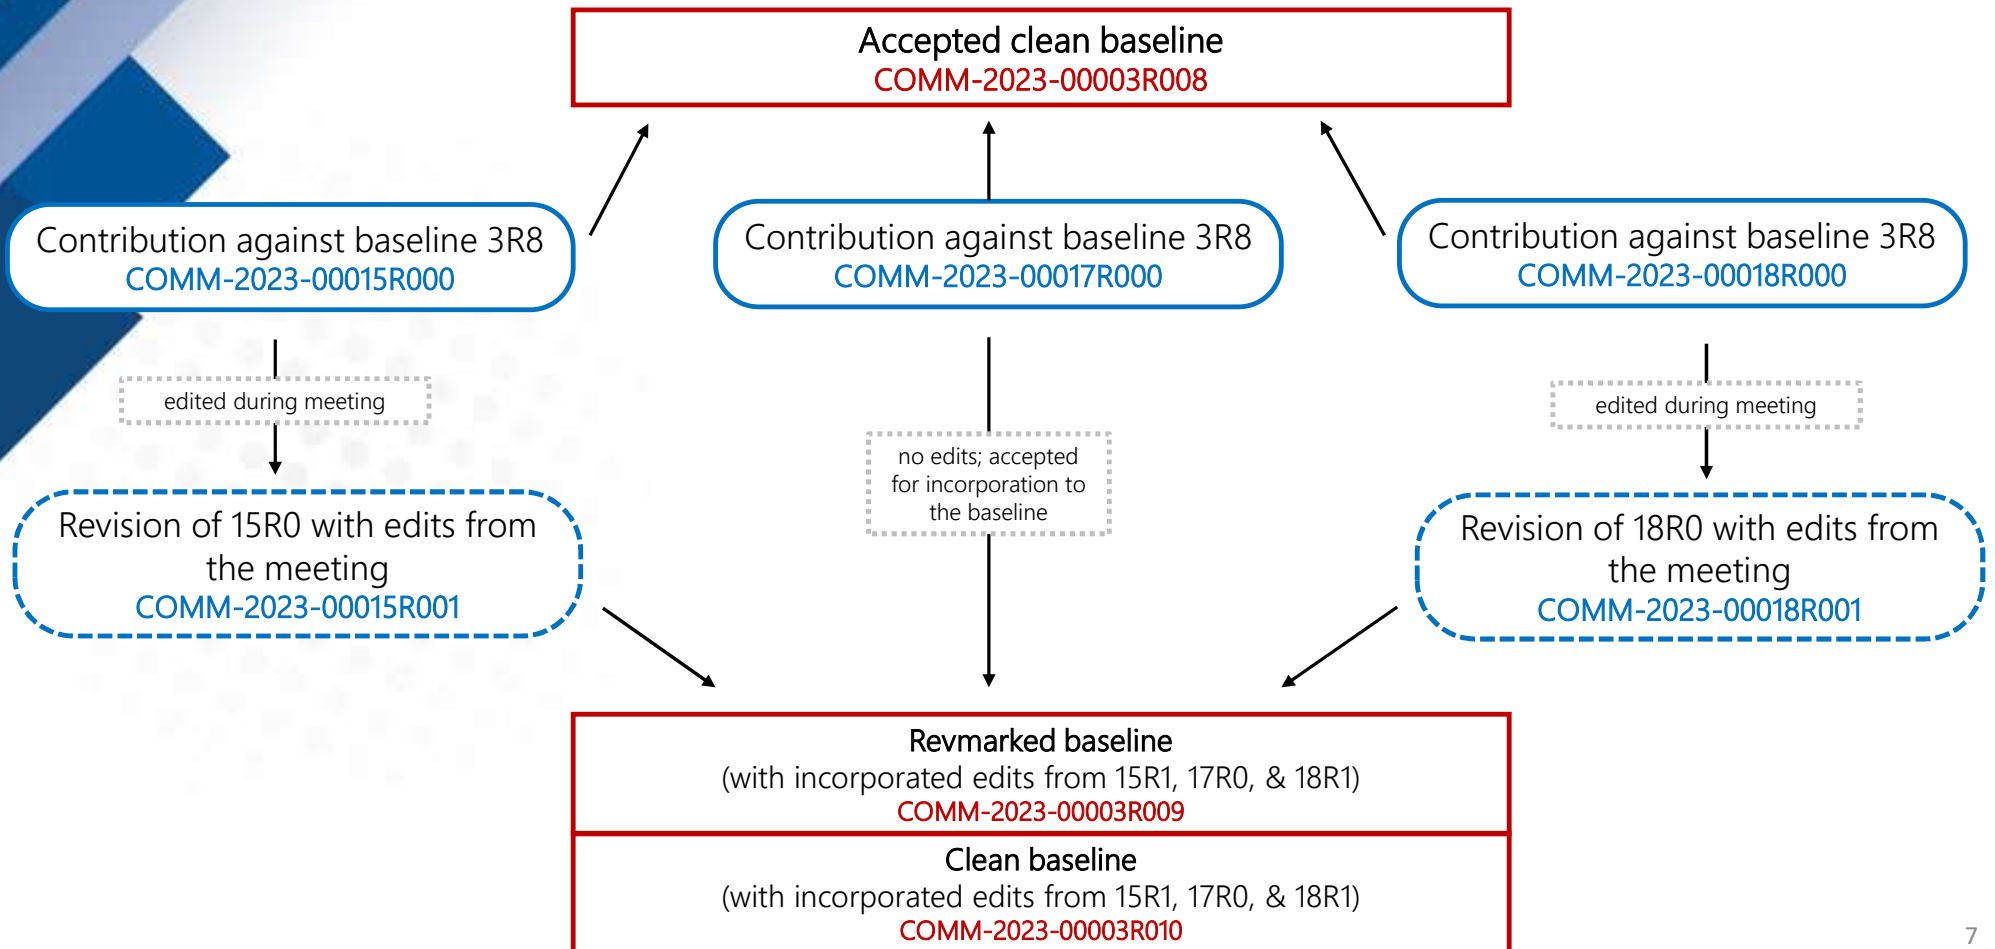 Accepted clean baseline
COMM-2023-00003R008
Contribution against baseline 3R8
COMM-2023-00015R000
Contribution against baseline 3R8
COMM-2023-00017R000
Contribution against baseline 3R8
COMM-2023-00018R000
edited during meeting
no edits; accepted
for incorporation to
the baseline
edited during meeting
Revision of 15R0 with edits from
the meeting
COMM-2023-00015R001
Revision of 18R0 with edits from
the meeting
COMM-2023-00018R001
Revmarked baseline
(with incorporated edits from 15R1, 17R0, & 18R1)
COMM-2023-00003R009
Clean baseline
(with incorporated edits from 15R1, 17R0, & 18R1)
COMM-2023-00003R010
7